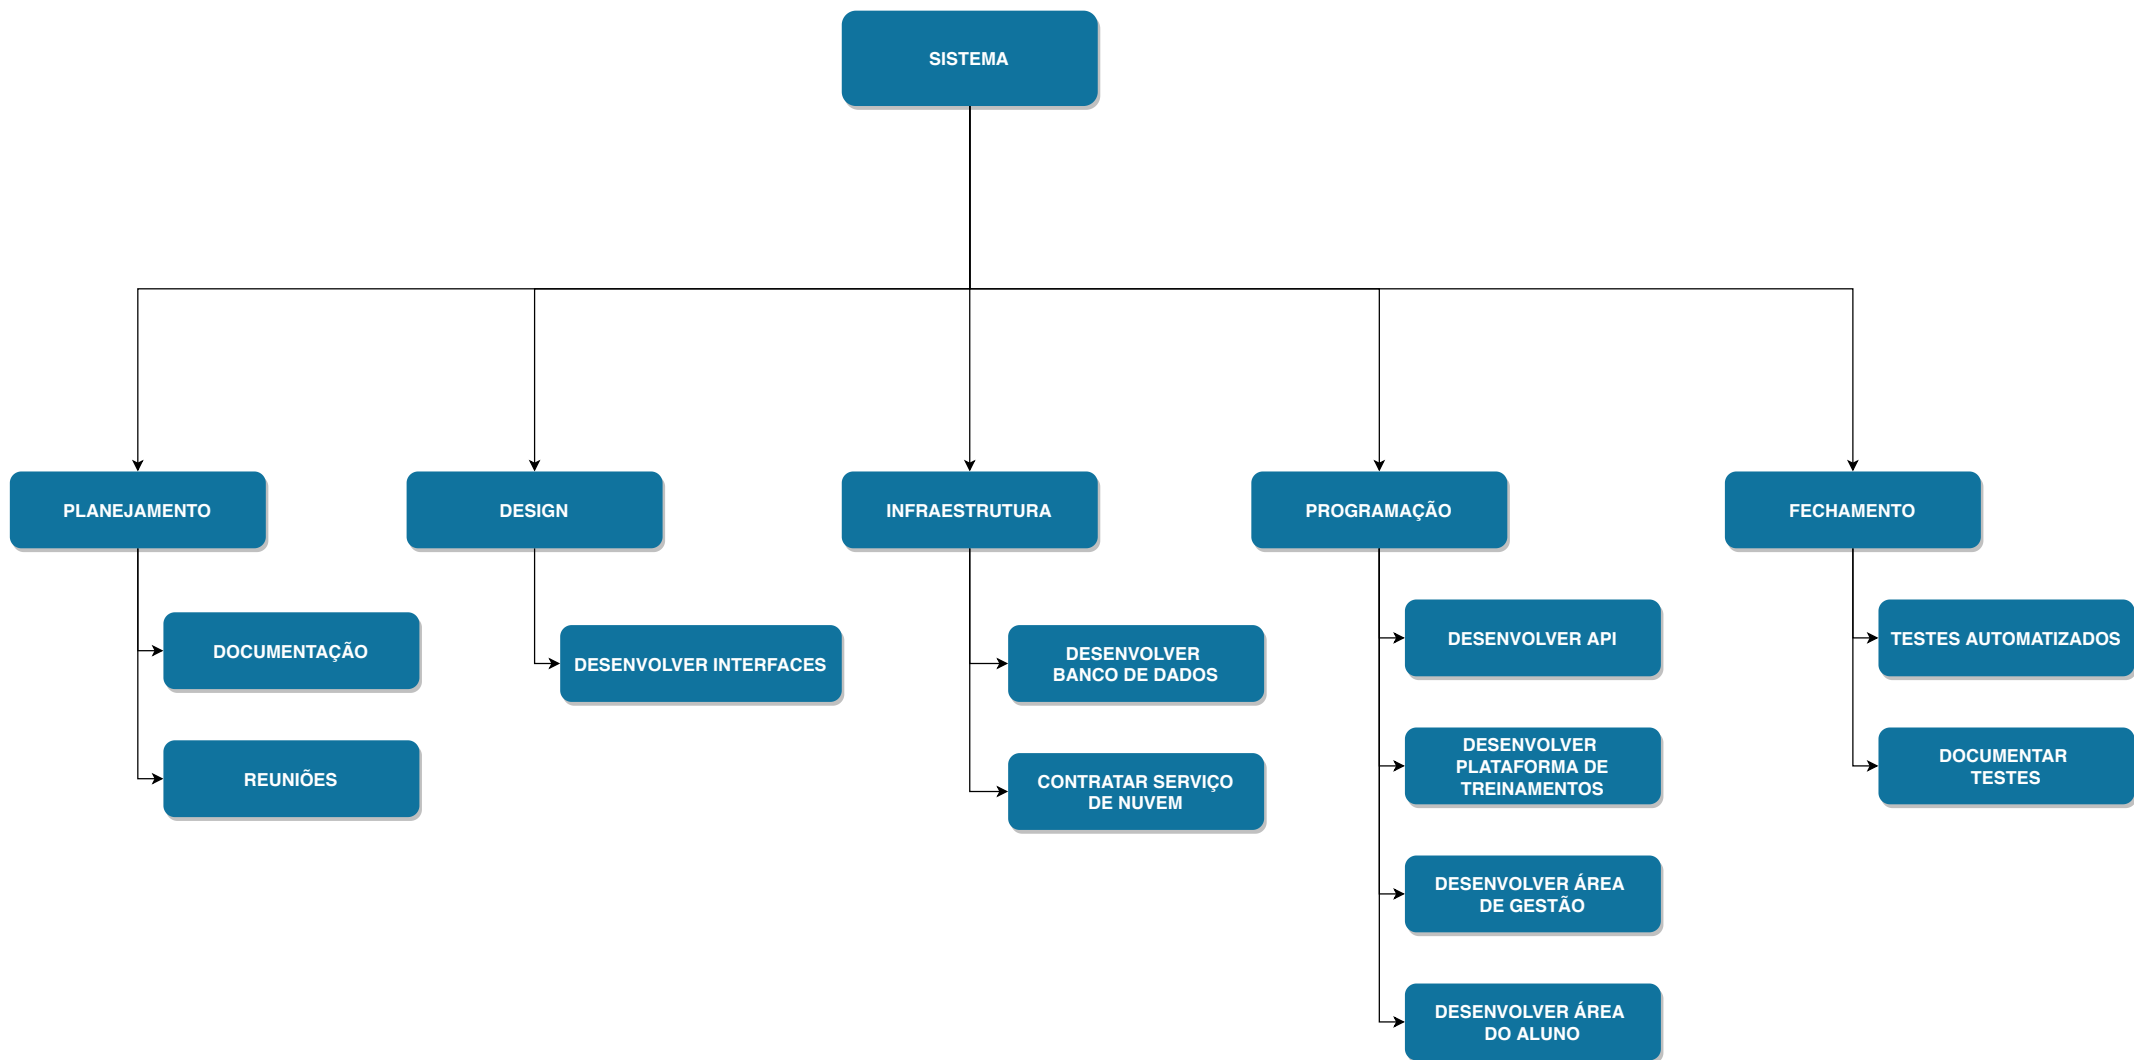 SISTEMA
PLANEJAMENTO
DESIGN
INFRAESTRUTURA
PROGRAMAÇÃO
FECHAMENTO
DOCUMENTAÇÃO
REUNIÕES
DESENVOLVER INTERFACES
DESENVOLVER
BANCO DE DADOS
CONTRATAR SERVIÇO
DE NUVEM
DESENVOLVER API
DESENVOLVER
PLATAFORMA DE
TREINAMENTOS
DESENVOLVER ÁREA
DE GESTÃO
DESENVOLVER ÁREA
DO ALUNO
TESTES AUTOMATIZADOS
DOCUMENTAR
TESTES